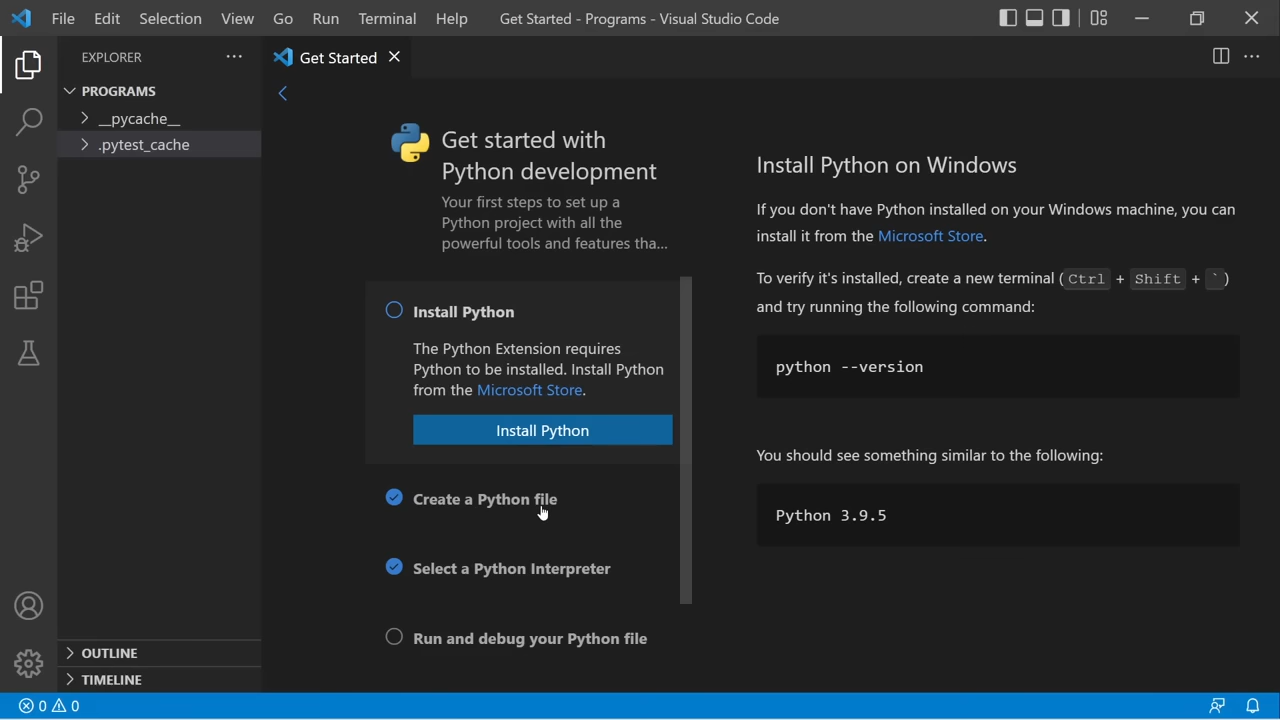 File Edit Selection View Go Run Terminal Help Get Started - Programs - Visual Studio Code
EXPLORER
Get Started
PROGRAMS
__pycache__
.pytest_cache
OUTLINE
TIMELINE
Get started with
Python development
Your first steps to set up a
Python project with all the
powerful tools and features tha...
Install Python
The Python Extension requires
Python to be installed. Install Python
from the Microsoft Store.
Install Python
Create a Python file
Select a Python Interpreter
Run and debug your Python file
Install Python on Windows
If you don't have Python installed on your Windows machine, you can
install it from the Microsoft Store.
To verify it's installed, create a new terminal (Ctrl + Shift + `)
and try running the following command:
python --version
You should see something similar to the following:
Python 3.9.5
0 0